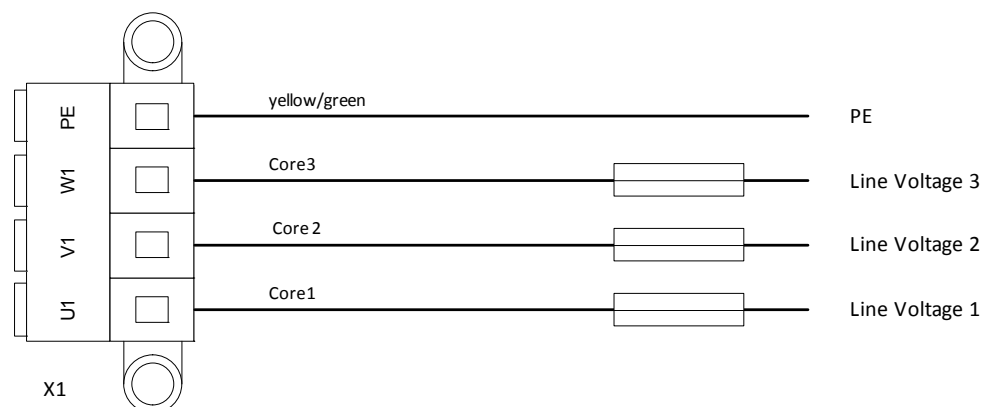 yellow/green
PE
PE
Core3
W1
Line Voltage 3
Core 2
V1
Line Voltage 2
Core1
U1
Line Voltage 1
X1